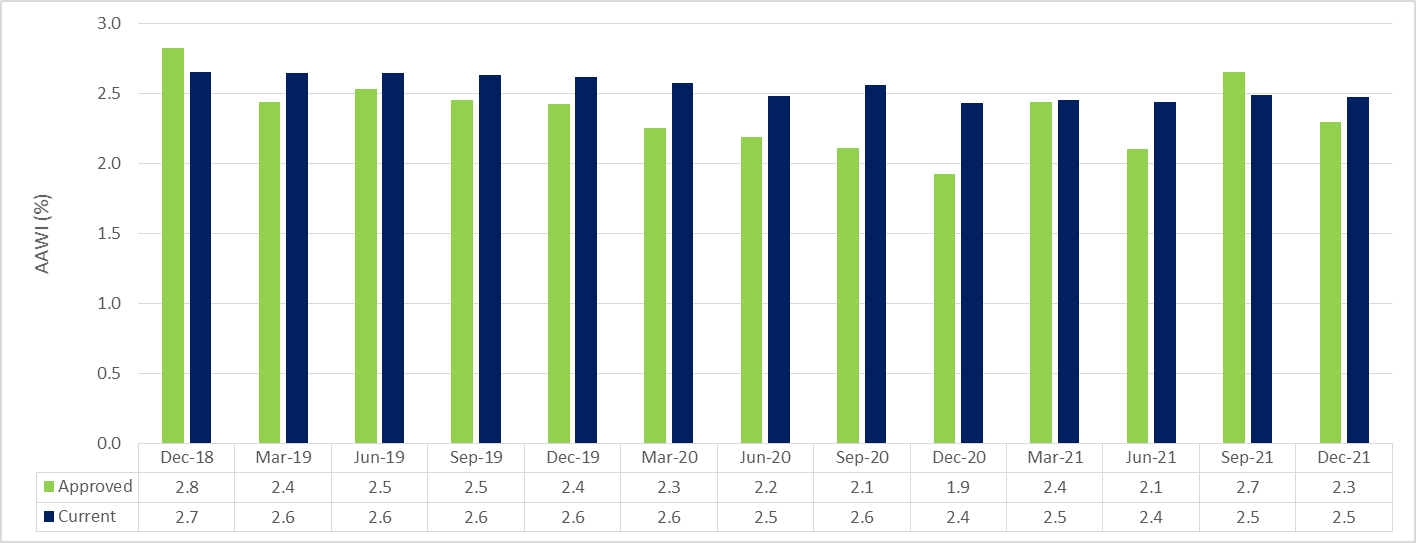 3.0
2.5
2.0
1.5
1.0
0.5
0.0
AAWI (%)
Dec-18 Mar-19 Jun-19 Sep-19 Dec-19 Mar-20 Jun-20 Sep-20 Dec-20 Mar-21 Jun-21 Sep-21 Dec-21
Approved 2.8 2.4 2.5 2.5 2.4 2.3 2.2 2.1 1.9 2.4 2.1 2.7 2.3
Current 2.7 2.6 2.6 2.6 2.6 2.6 2.5 2.6 2.4 2.5 2.4 2.5 2.5